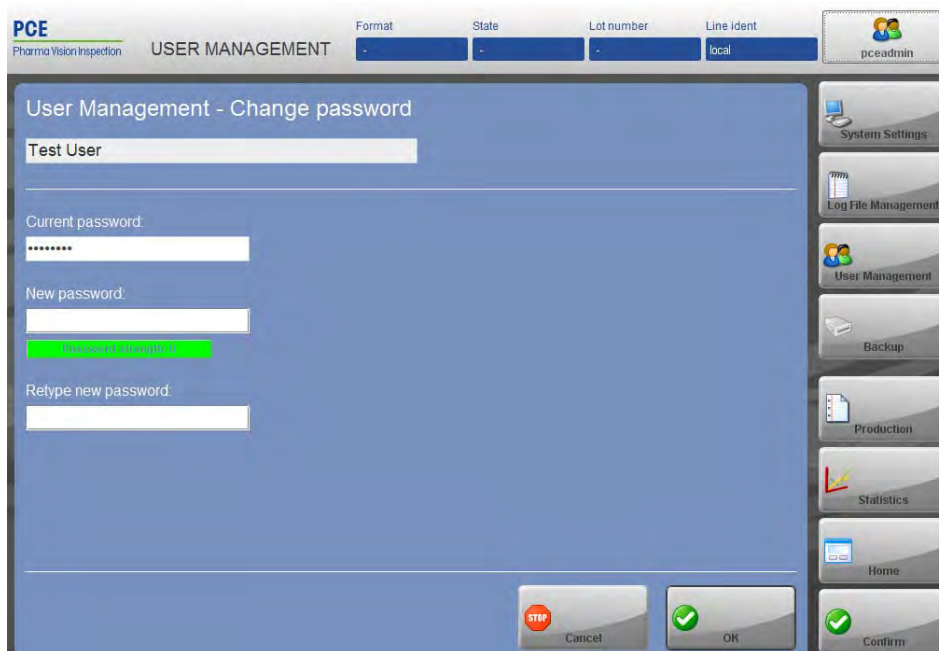 PCE
Pharma Vision Inspection
USER MANAGEMENT
Format
State
Lot number
Line ident
-
-
-
local
pceadmin
User Management - Change password
Test User
Current password:
••••••••
New password:
Retype new password:
Cancel
OK
System Settings
Log File Management
User Management
Backup
Production
Statistics
Home
Confirm
STOP